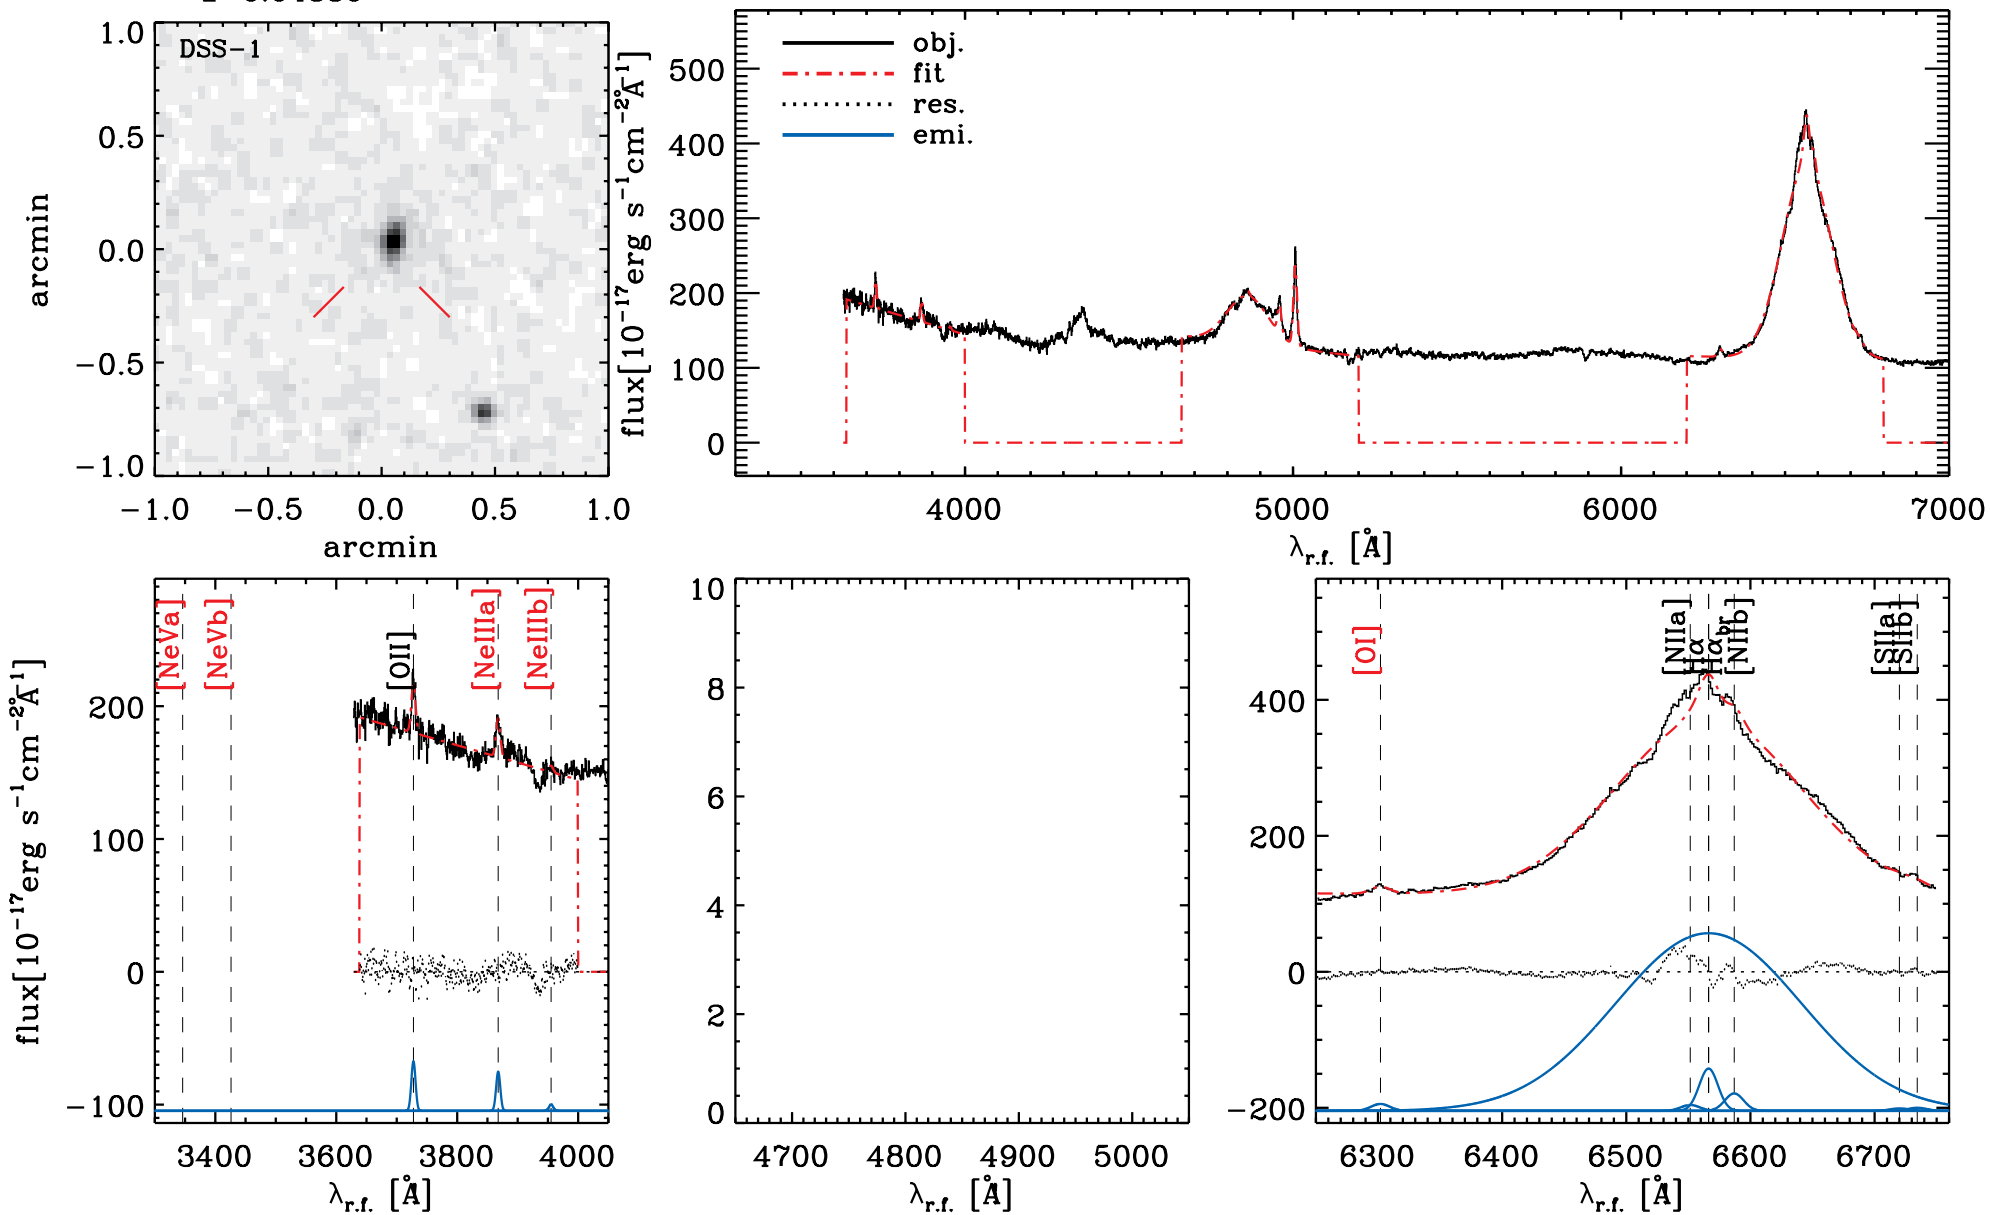 DSS-1
1.0
0.5
0.0
−0.5
−1.0
arcmin
−1.0 −0.5 0.0 0.5 1.0
arcmin
flux[10⁻¹⁷erg s⁻¹cm⁻²Å⁻¹]
obj.
fit
res.
emi.
500
400
300
200
100
0
4000 5000 6000 7000
λr.f. [Å]
flux[10⁻¹⁷erg s⁻¹cm⁻²Å⁻¹]
[NeVa] [NeVb] [OII] [NeIIIa] [NeIIIb]
200
100
0
−100
3400 3600 3800 4000
λr.f. [Å]
10
8
6
4
2
0
4700 4800 4900 5000
λr.f. [Å]
[OI] [NIIa] Hα Hαbr [NIIb] [SIIa] [SIIb]
400
200
0
−200
6300 6400 6500 6600 6700
λr.f. [Å]